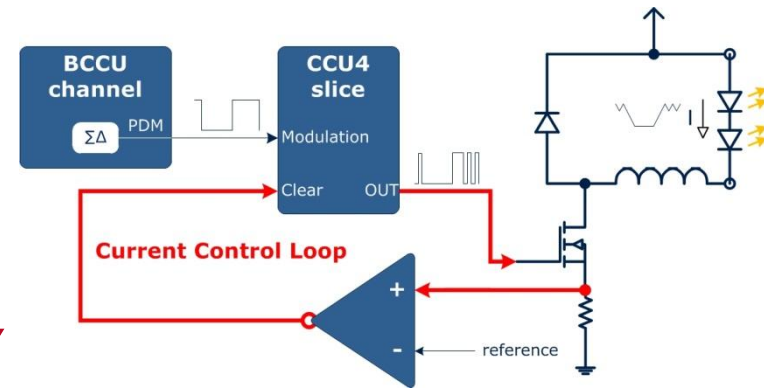 BCCU
channel
ΣΔ
PDM
CCU4
slice
Modulation
Clear
OUT
I
Current Control Loop
+
-
reference